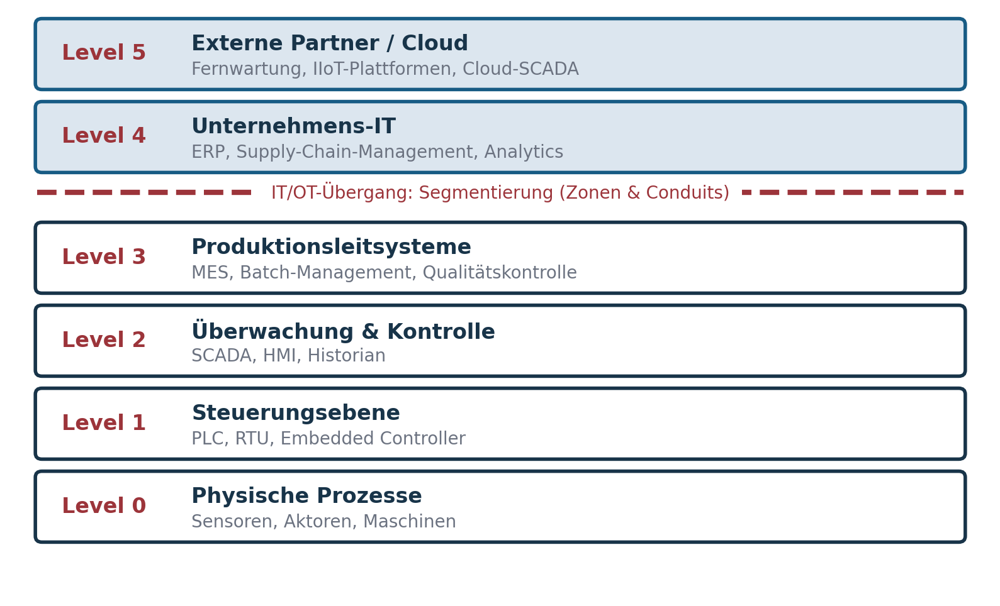 Level 5
Externe Partner / Cloud
Fernwartung, IIoT-Plattformen, Cloud-SCADA
Level 4
Unternehmens-IT
ERP, Supply-Chain-Management, Analytics
IT/OT-Übergang: Segmentierung (Zonen & Conduits)
Level 3
Produktionsleitsysteme
MES, Batch-Management, Qualitätskontrolle
Level 2
Überwachung & Kontrolle
SCADA, HMI, Historian
Level 1
Steuerungsebene
PLC, RTU, Embedded Controller
Level 0
Physische Prozesse
Sensoren, Aktoren, Maschinen